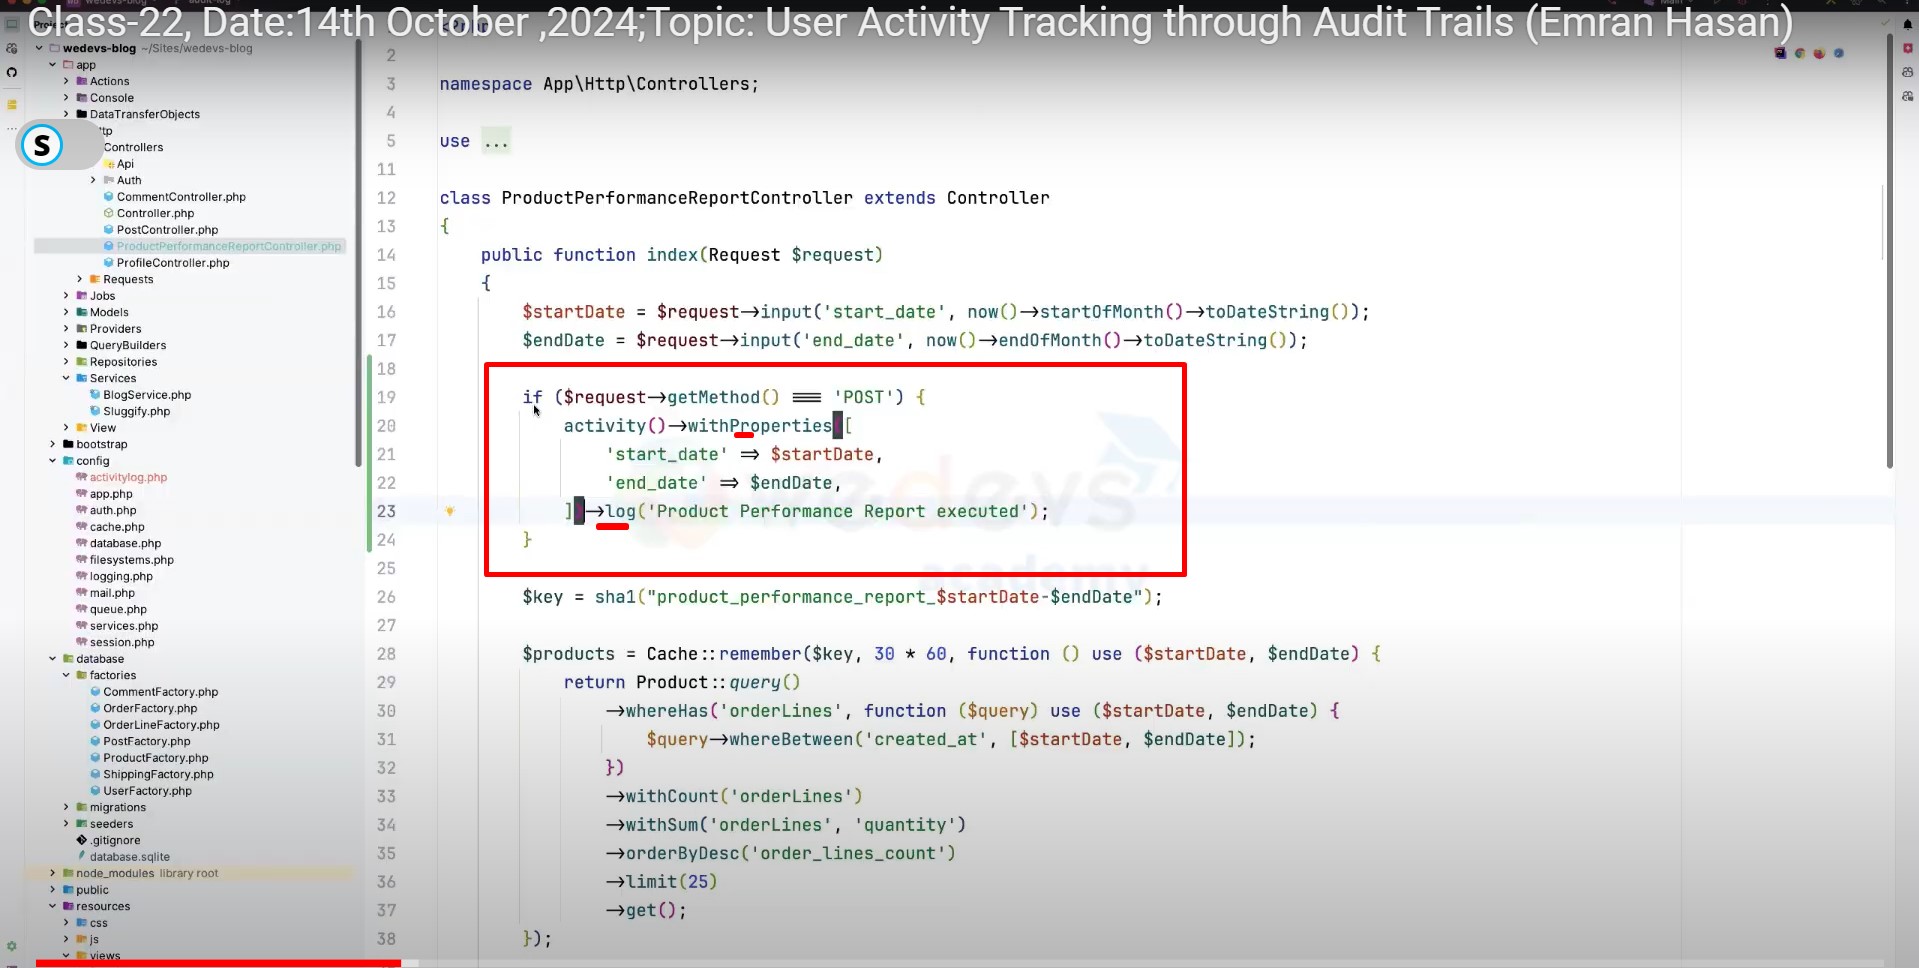 Class-22, Date:14th October ,2024;Topic: User Activity Tracking through Audit Trails (Emran Hasan)
wedevs-blog ~/Sites/wedevs-blog
app
Actions
Console
DataTransferObjects
ttp
Controllers
Api
Auth
CommentController.php
Controller.php
PostController.php
ProductPerformanceReportController.php
ProfileController.php
Requests
Jobs
Models
Providers
QueryBuilders
Repositories
Services
BlogService.php
Sluggify.php
View
bootstrap
config
activitylog.php
app.php
auth.php
cache.php
database.php
filesystems.php
logging.php
mail.php
queue.php
services.php
session.php
database
factories
CommentFactory.php
OrderFactory.php
OrderLineFactory.php
PostFactory.php
ProductFactory.php
ShippingFactory.php
UserFactory.php
migrations
seeders
.gitignore
database.sqlite
node_modules library root
public
resources
css
js
views
S
2
3 namespace App\Http\Controllers;
4
5 use ...
11
12 class ProductPerformanceReportController extends Controller
13 {
14 public function index(Request $request)
15 {
16 $startDate = $request->input('start_date', now()->startOfMonth()->toDateString());
17 $endDate = $request->input('end_date', now()->endOfMonth()->toDateString());
18
19 if ($request->getMethod() === 'POST') {
20 activity()->withProperties([
21 'start_date' => $startDate,
22 'end_date' => $endDate,
23 ])->log('Product Performance Report executed');
24 }
25
26 $key = sha1("product_performance_report_$startDate-$endDate");
27
28 $products = Cache::remember($key, 30 * 60, function () use ($startDate, $endDate) {
29 return Product::query()
30 ->whereHas('orderLines', function ($query) use ($startDate, $endDate) {
31 $query->whereBetween('created_at', [$startDate, $endDate]);
32 })
33 ->withCount('orderLines')
34 ->withSum('orderLines', 'quantity')
35 ->orderByDesc('order_lines_count')
36 ->limit(25)
37 ->get();
38 });
wedevs
academy